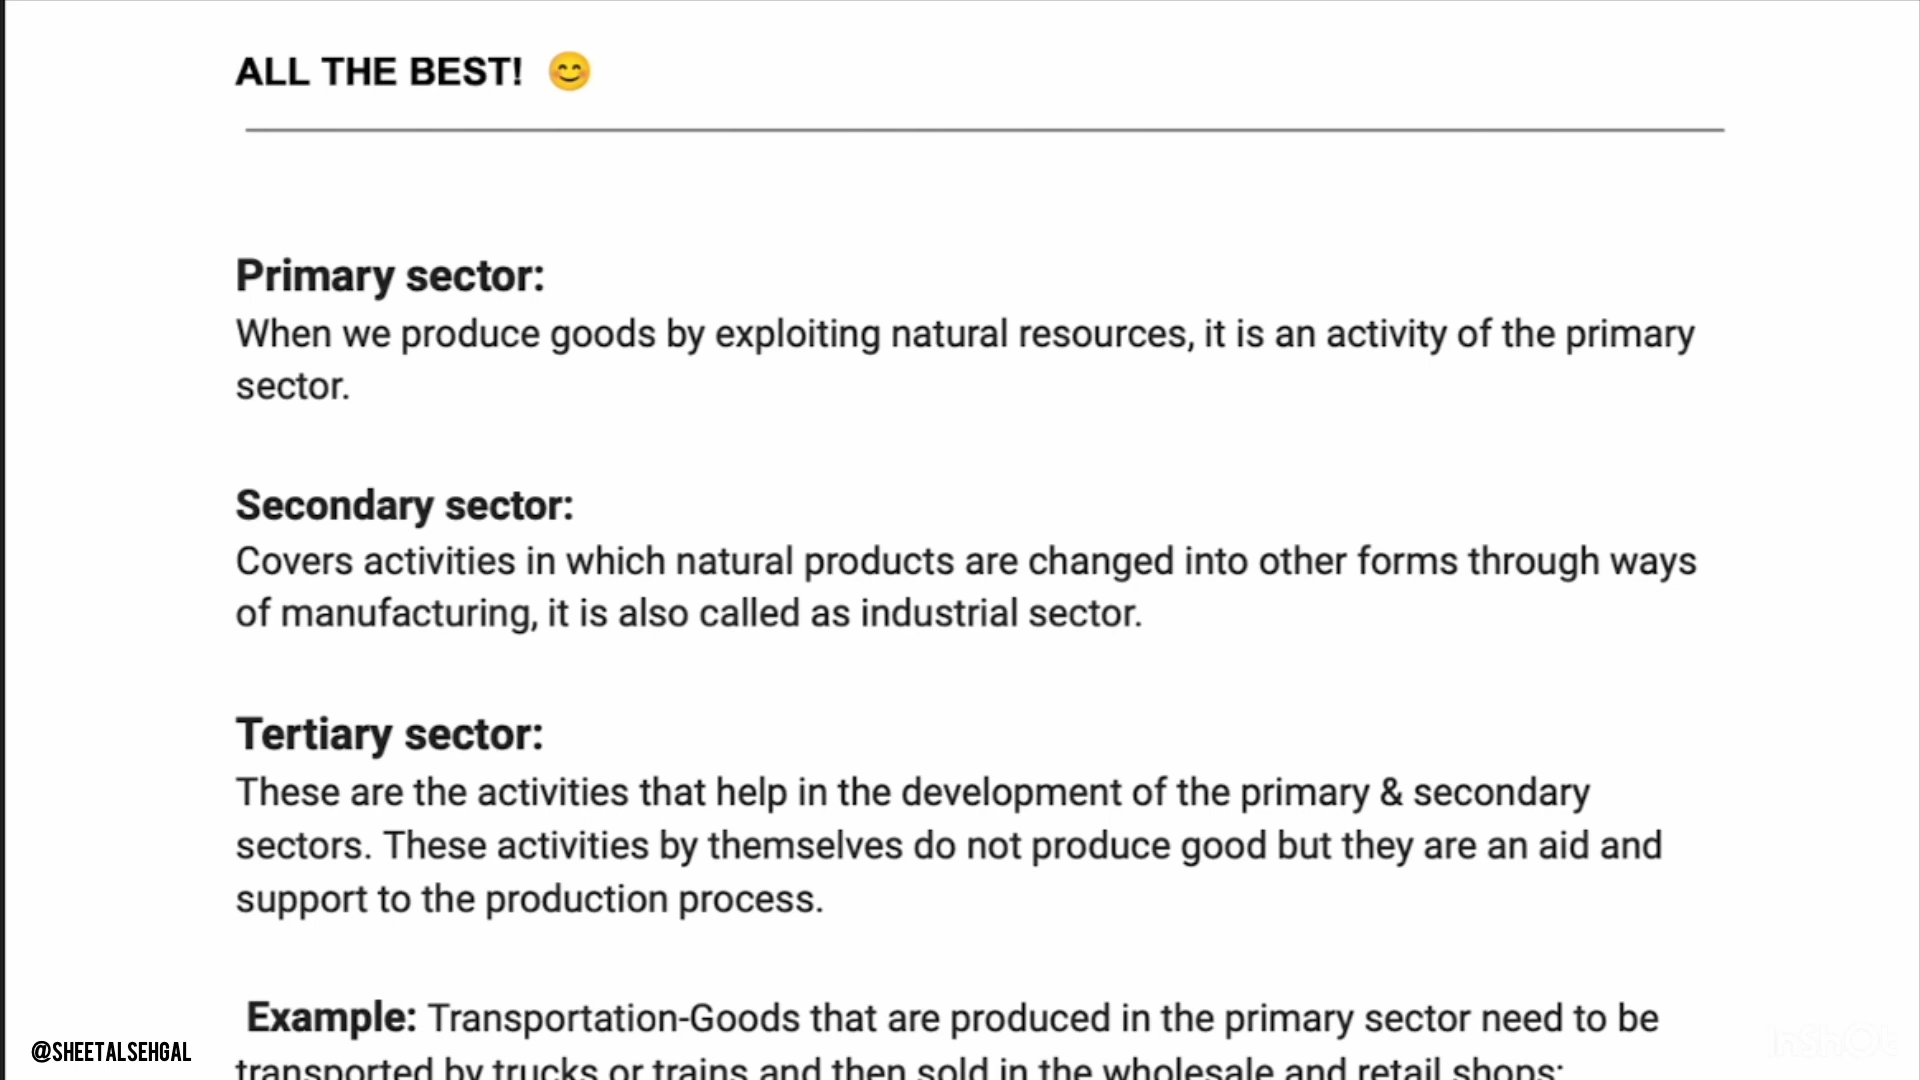 ALL THE BEST! 😊
Primary sector:
When we produce goods by exploiting natural resources, it is an activity of the primary
sector.
Secondary sector:
Covers activities in which natural products are changed into other forms through ways
of manufacturing, it is also called as industrial sector.
Tertiary sector:
These are the activities that help in the development of the primary & secondary
sectors. These activities by themselves do not produce good but they are an aid and
support to the production process.
Example: Transportation-Goods that are produced in the primary sector need to be
transported by trucks or trains and then sold in the wholesale and retail shops;
@SHEETALSEHGAL
InShOt